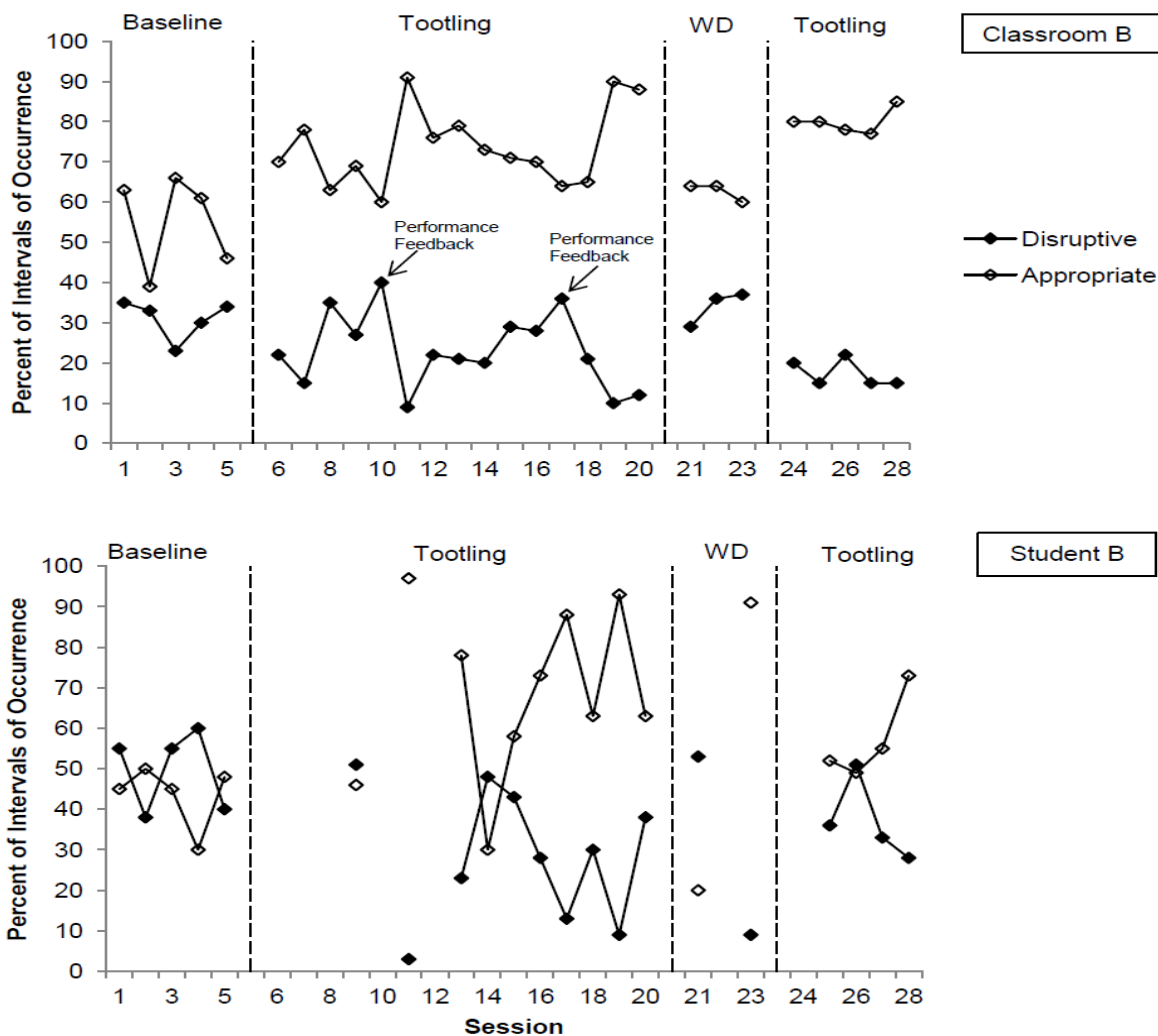 Baseline Tootling WD Tootling
Classroom B
100
90
80
70
60
50
40
30
20
10
0
Percent of Intervals of Occurrence
Performance
Feedback
Performance
Feedback
Disruptive
Appropriate
1 3 5 6 8 10 12 14 16 18 20 21 23 24 26 28
Baseline Tootling WD Tootling
Student B
100
90
80
70
60
50
40
30
20
10
0
Percent of Intervals of Occurrence
1 3 5 6 8 10 12 14 16 18 20 21 23 24 26 28
Session